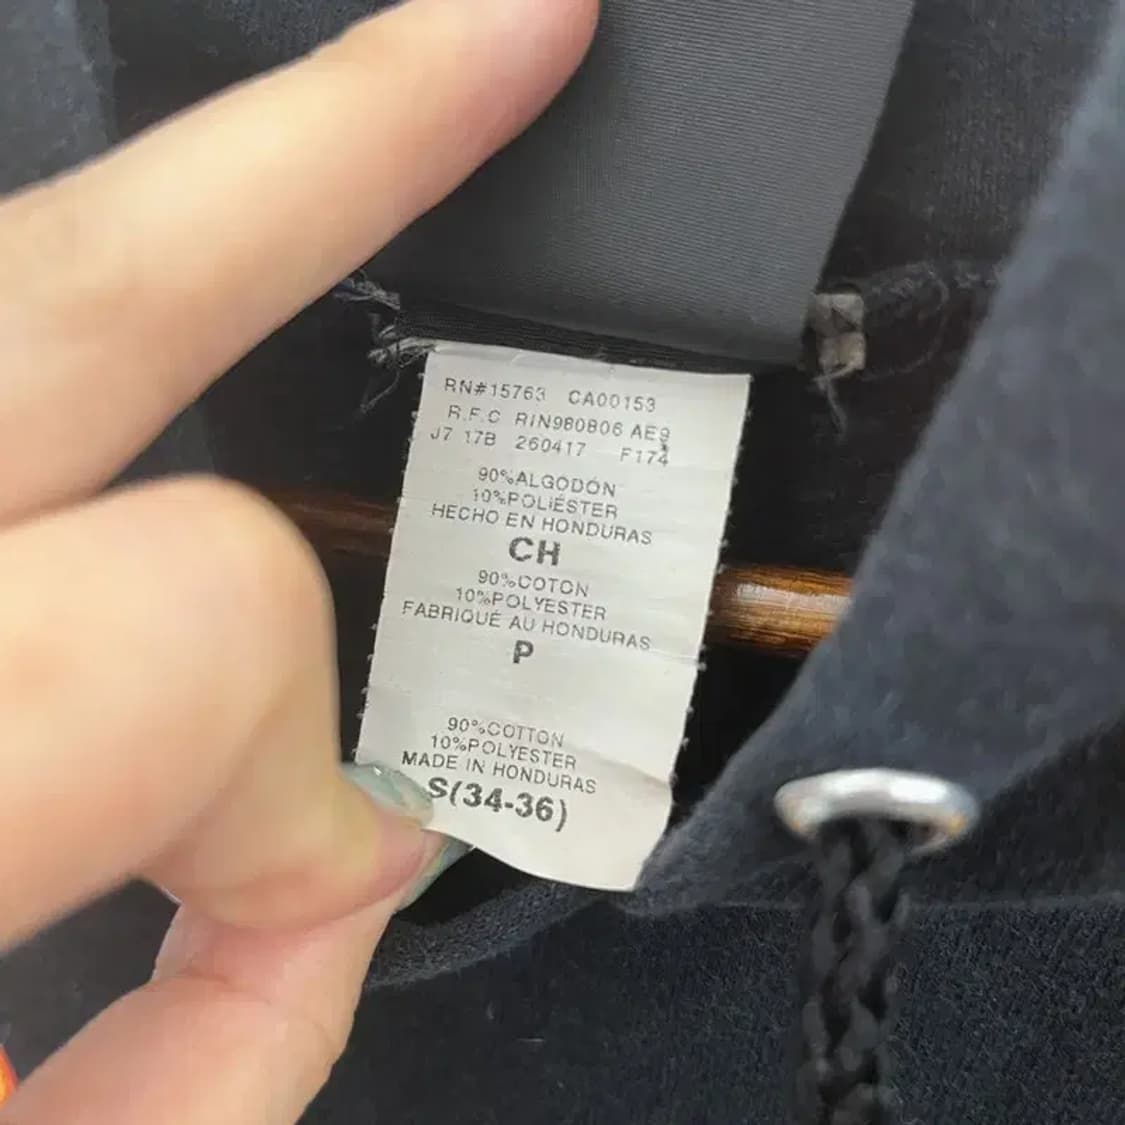 RN#15763 CA00153
R.F.C RIN980806 AE9
J7 17B 260417 F174
90%ALGODÓN
10%POLIÉSTER
HECHO EN HONDURAS
CH
90%COTON
10%POLYESTER
FABRIQUÉ AU HONDURAS
P
90%COTTON
10%POLYESTER
MADE IN HONDURAS
S(34-36)